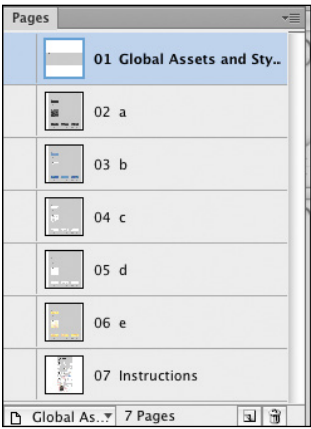 Pages
01 Global Assets and Sty..
02 a
03 b
04 c
05 d
06 e
07 Instructions
Global As... 7 Pages